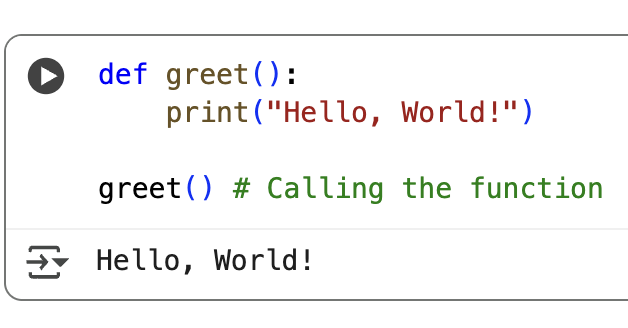 def greet():
    print("Hello, World!")

greet() # Calling the function
Hello, World!